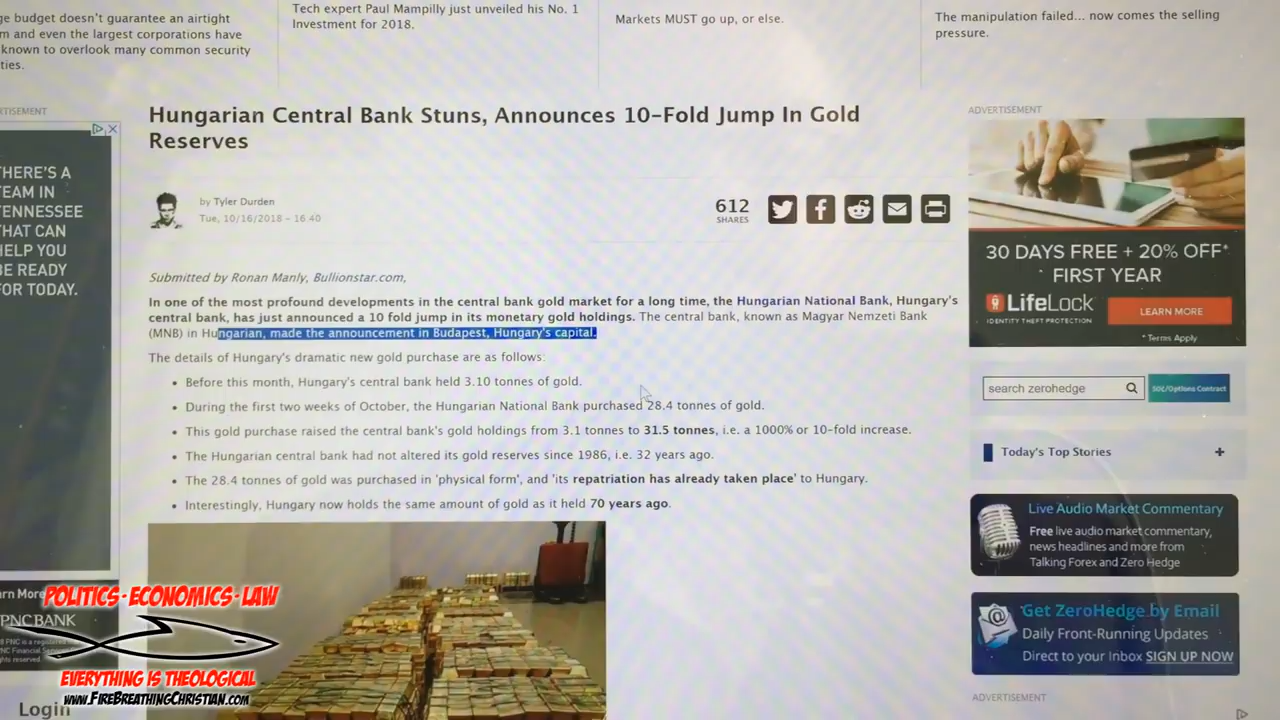 ge budget doesn't guarantee an airtight
m and even the largest corporations have
known to overlook many common security
ties.
Tech expert Paul Mampilly just unveiled his No. 1
Investment for 2018.
Markets MUST go up, or else.
The manipulation failed... now comes the selling
pressure.
RTISEMENT
THERE'S A
TEAM IN
TENNESSEE
THAT CAN
HELP YOU
BE READY
FOR TODAY.
Hungarian Central Bank Stuns, Announces 10-Fold Jump In Gold
Reserves
by Tyler Durden
Tue, 10/16/2018 - 16:40
612
SHARES
Submitted by Ronan Manly, Bullionstar.com,
In one of the most profound developments in the central bank gold market for a long time, the Hungarian National Bank, Hungary's
central bank, has just announced a 10 fold jump in its monetary gold holdings. The central bank, known as Magyar Nemzeti Bank
(MNB) in Hungarian, made the announcement in Budapest, Hungary's capital.
The details of Hungary's dramatic new gold purchase are as follows:
• Before this month, Hungary's central bank held 3.10 tonnes of gold.
• During the first two weeks of October, the Hungarian National Bank purchased 28.4 tonnes of gold.
• This gold purchase raised the central bank's gold holdings from 3.1 tonnes to 31.5 tonnes, i.e. a 1000% or 10-fold increase.
• The Hungarian central bank had not altered its gold reserves since 1986, i.e. 32 years ago.
• The 28.4 tonnes of gold was purchased in 'physical form', and 'its repatriation has already taken place' to Hungary.
• Interestingly, Hungary now holds the same amount of gold as it held 70 years ago.
ADVERTISEMENT
30 DAYS FREE + 20% OFF*
FIRST YEAR
LifeLock
IDENTITY THEFT PROTECTION
LEARN MORE
* Terms Apply
search zerohedge
SOL/Options Contract
Today's Top Stories +
Live Audio Market Commentary
Free live audio market commentary,
news headlines and more from
Talking Forex and Zero Hedge
Get ZeroHedge by Email
Daily Front-Running Updates
Direct to your Inbox SIGN UP NOW
ADVERTISEMENT
arn More
PNC BANK
POLITICS·ECONOMICS·LAW
EVERYTHING IS THEOLOGICAL
www.FireBreathingChristian.com
Login